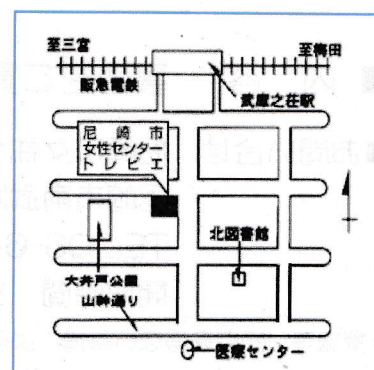 至三宮
至梅田
阪急電鉄
武庫之荘駅
尼崎市
女性センター
トレピエ
北図書館
大井戸公園
山幹通り
医療センター